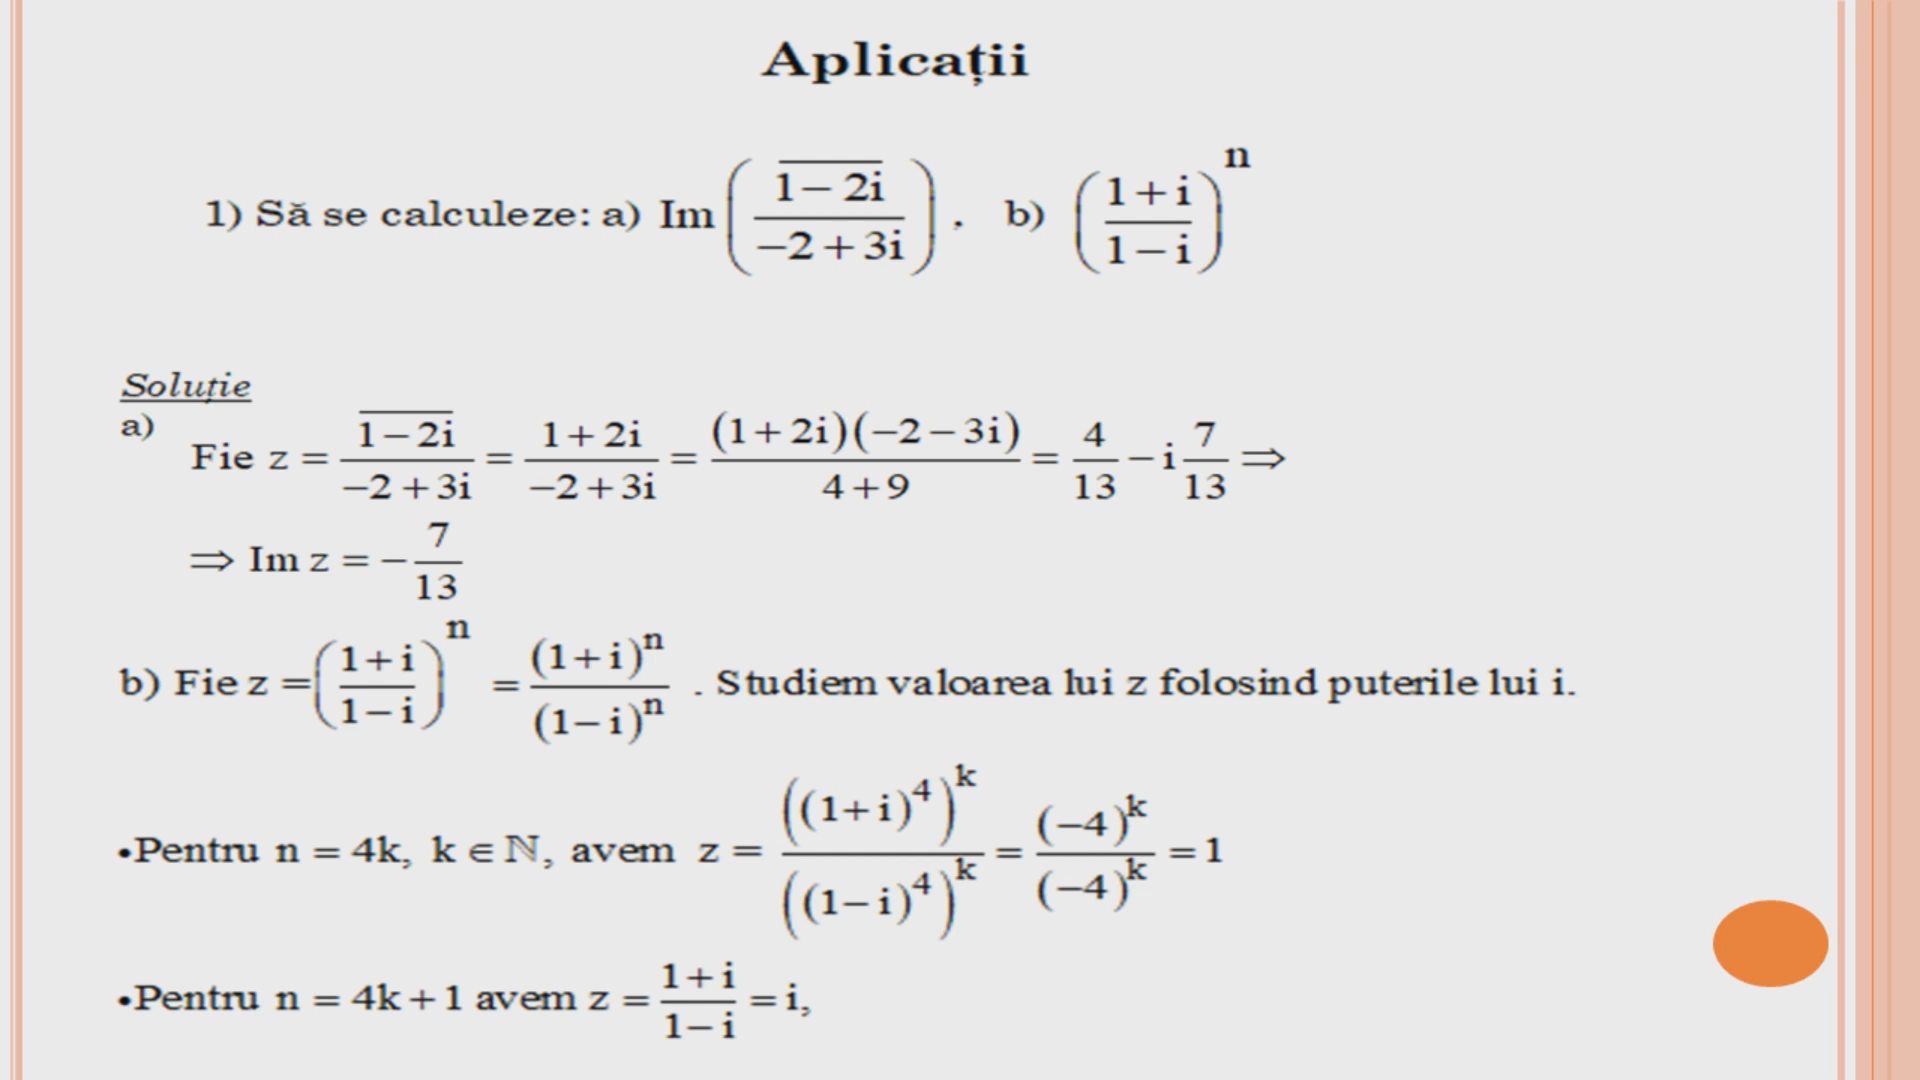 Aplicații
1) Să se calculeze: a) Im( \overline{1− 2i} / (−2 + 3i) ). b) ( (1+i) / (1−i) )^n
Soluție
a) Fie z = \overline{1−2i} / (−2+3i) = (1+2i) / (−2+3i) = (1+2i)(−2−3i) / (4+9) = 4/13 − i 7/13 ⇒
⇒ Im z = − 7/13
b) Fie z = ( (1+i) / (1−i) )^n = (1+i)^n / (1−i)^n . Studiem valoarea lui z folosind puterile lui i.
•Pentru n = 4k, k ∈ ℕ, avem z = ((1+i)^4)^k / ((1−i)^4)^k = (−4)^k / (−4)^k = 1
•Pentru n = 4k+1 avem z = (1+i) / (1−i) = i,